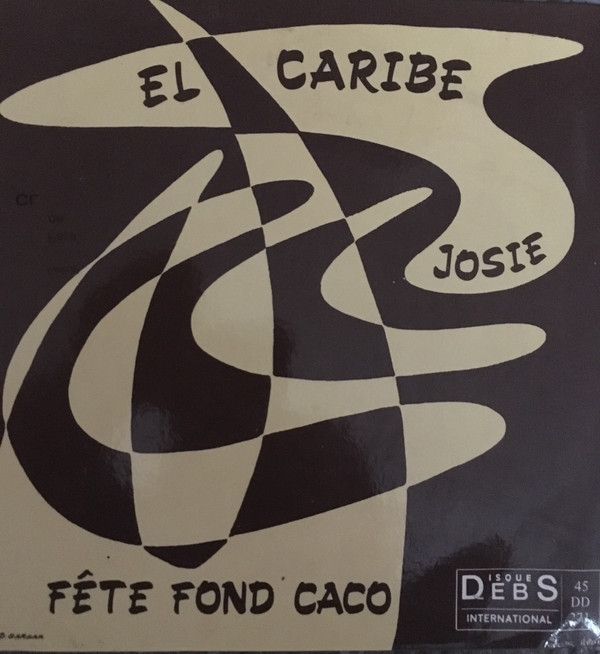 EL CARIBE
JOSIE
FÊTE FOND CACO
DISQUE DEBS
INTERNATIONAL
45
DD